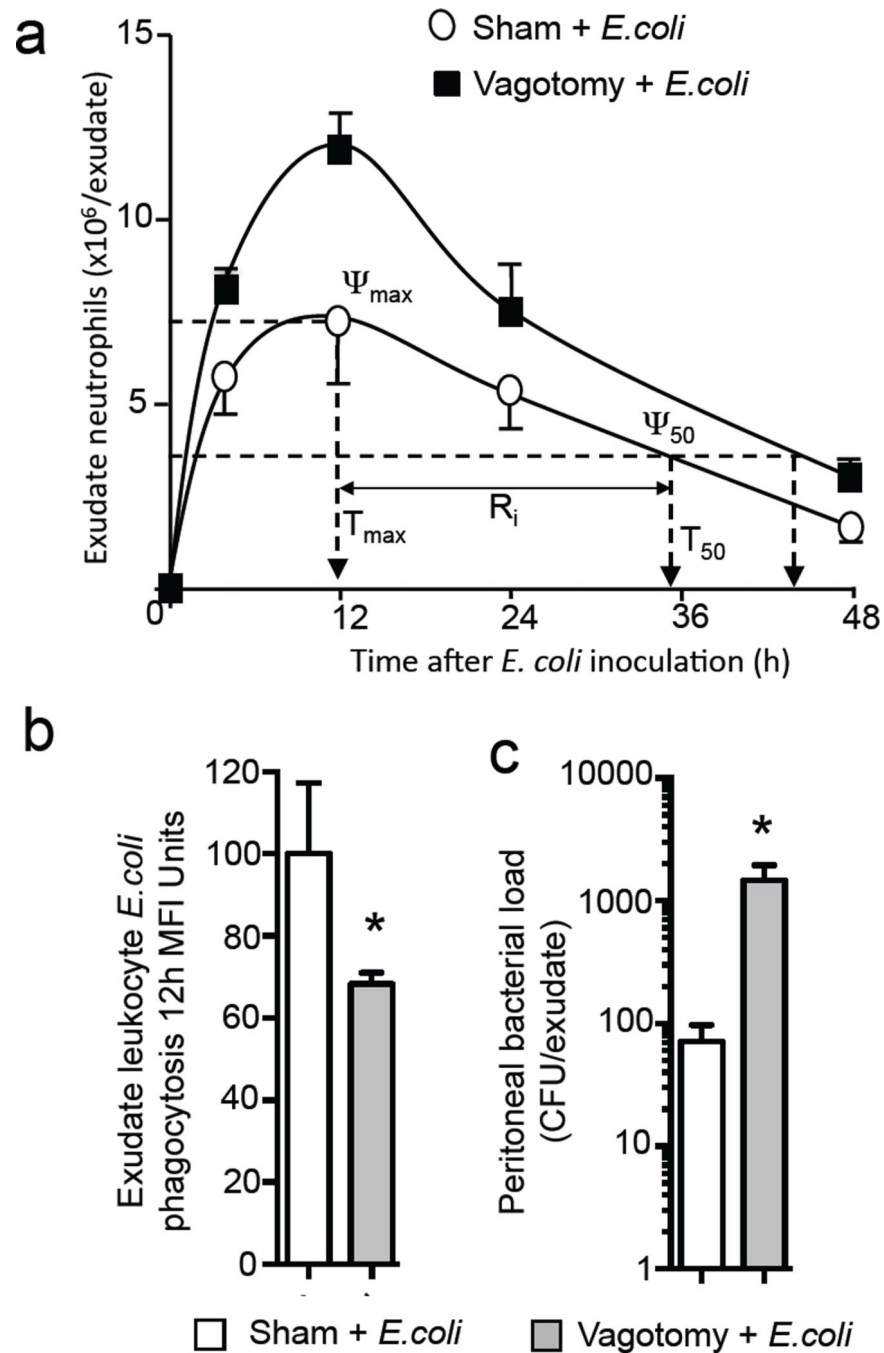 a
Sham + E.coli
Vagotomy + E.coli
Exudate neutrophils (x10⁶/exudate)
15
10
5
Ψmax
Ψ50
Ri
Tmax
T50
0
12
24
36
48
Time after E. coli inoculation (h)
b
Exudate leukocyte E.coli
phagocytosis 12h MFI Units
120
100
80
60
40
20
0
*
c
Peritoneal bacterial load
(CFU/exudate)
10000
1000
100
10
1
*
Sham + E.coli
Vagotomy + E.coli